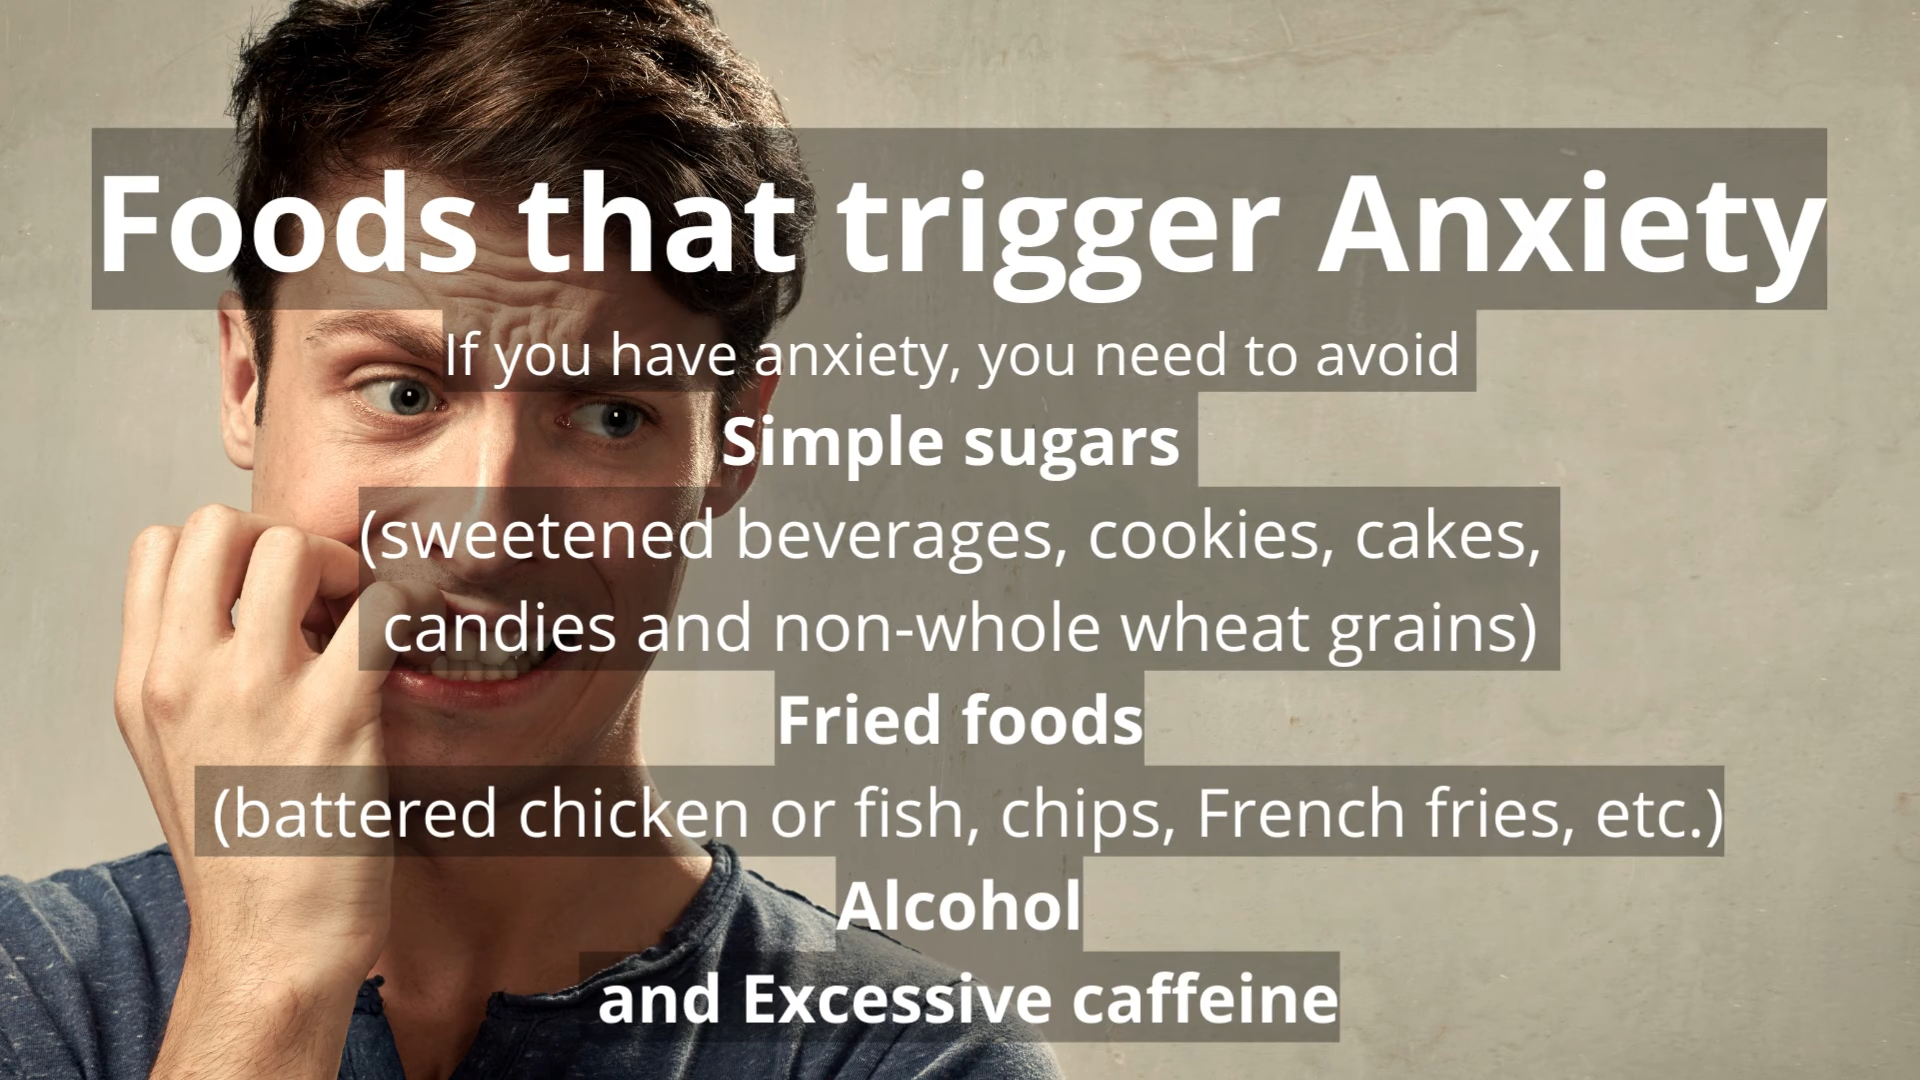 Foods that trigger Anxiety
If you have anxiety, you need to avoid
Simple sugars
(sweetened beverages, cookies, cakes,
candies and non-whole wheat grains)
Fried foods
(battered chicken or fish, chips, French fries, etc.)
Alcohol
and Excessive caffeine